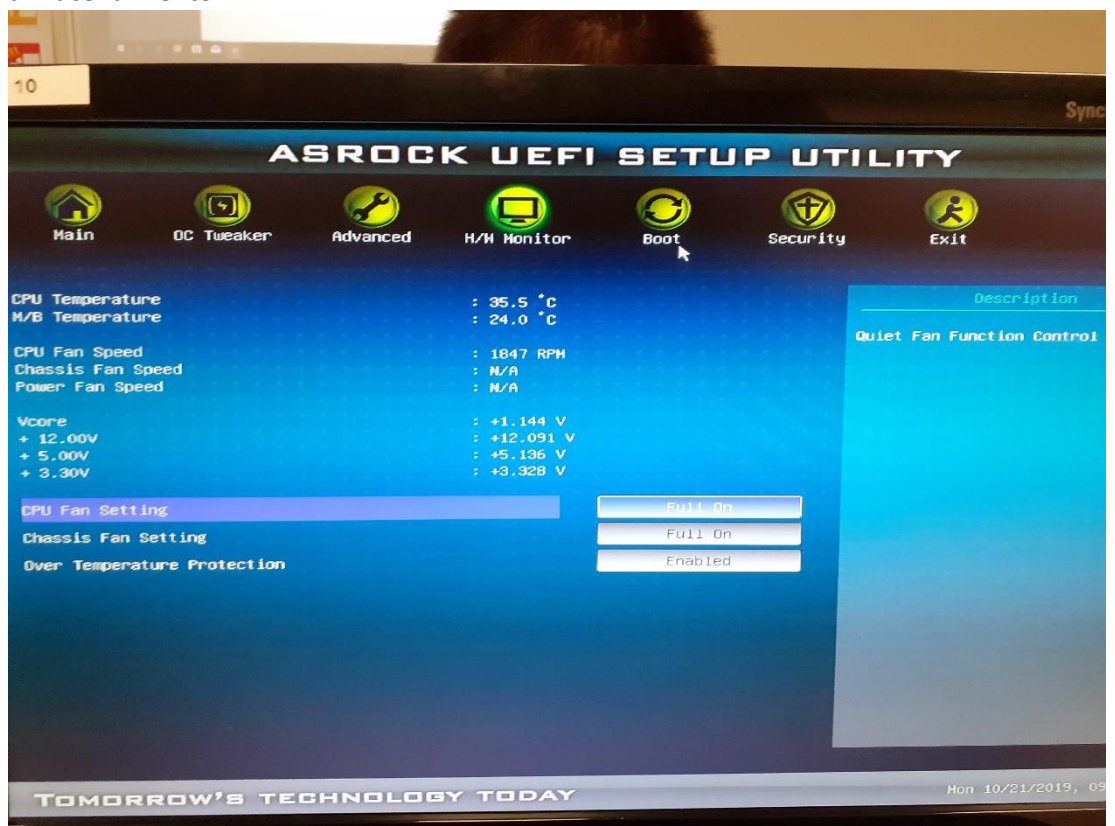 10
Sync
ASROCK UEFI SETUP UTILITY
Main OC Tweaker Advanced H/W Monitor Boot Security Exit
CPU Temperature : 35.5 °C
M/B Temperature : 24.0 °C
CPU Fan Speed : 1847 RPM
Chassis Fan Speed : N/A
Power Fan Speed : N/A
Vcore : +1.144 V
+ 12.00V : +12.091 V
+ 5.00V : +5.136 V
+ 3.30V : +3.328 V
CPU Fan Setting Full On
Chassis Fan Setting Full On
Over Temperature Protection Enabled
Description
Quiet Fan Function Control
TOMORROW'S TECHNOLOGY TODAY
Mon 10/21/2019, 09